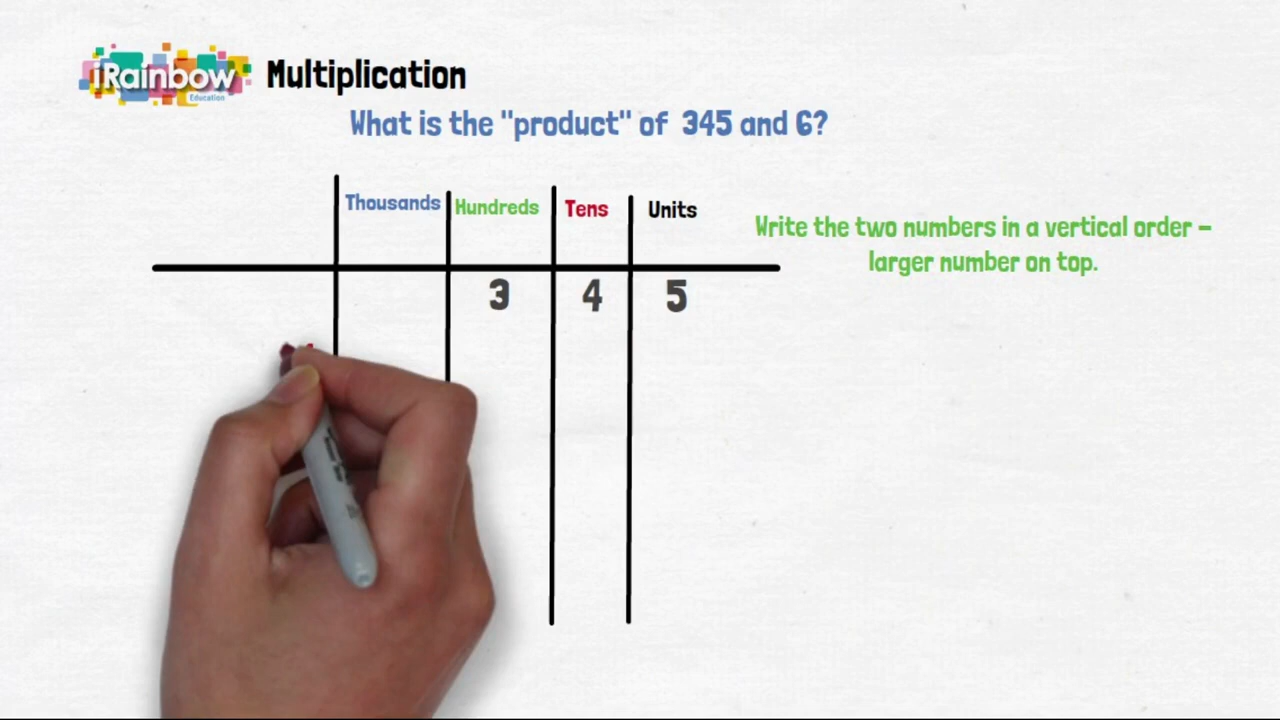 iRainbow
Education
Multiplication
What is the "product" of 345 and 6?
Thousands Hundreds Tens Units
Write the two numbers in a vertical order -
larger number on top.
3 4 5